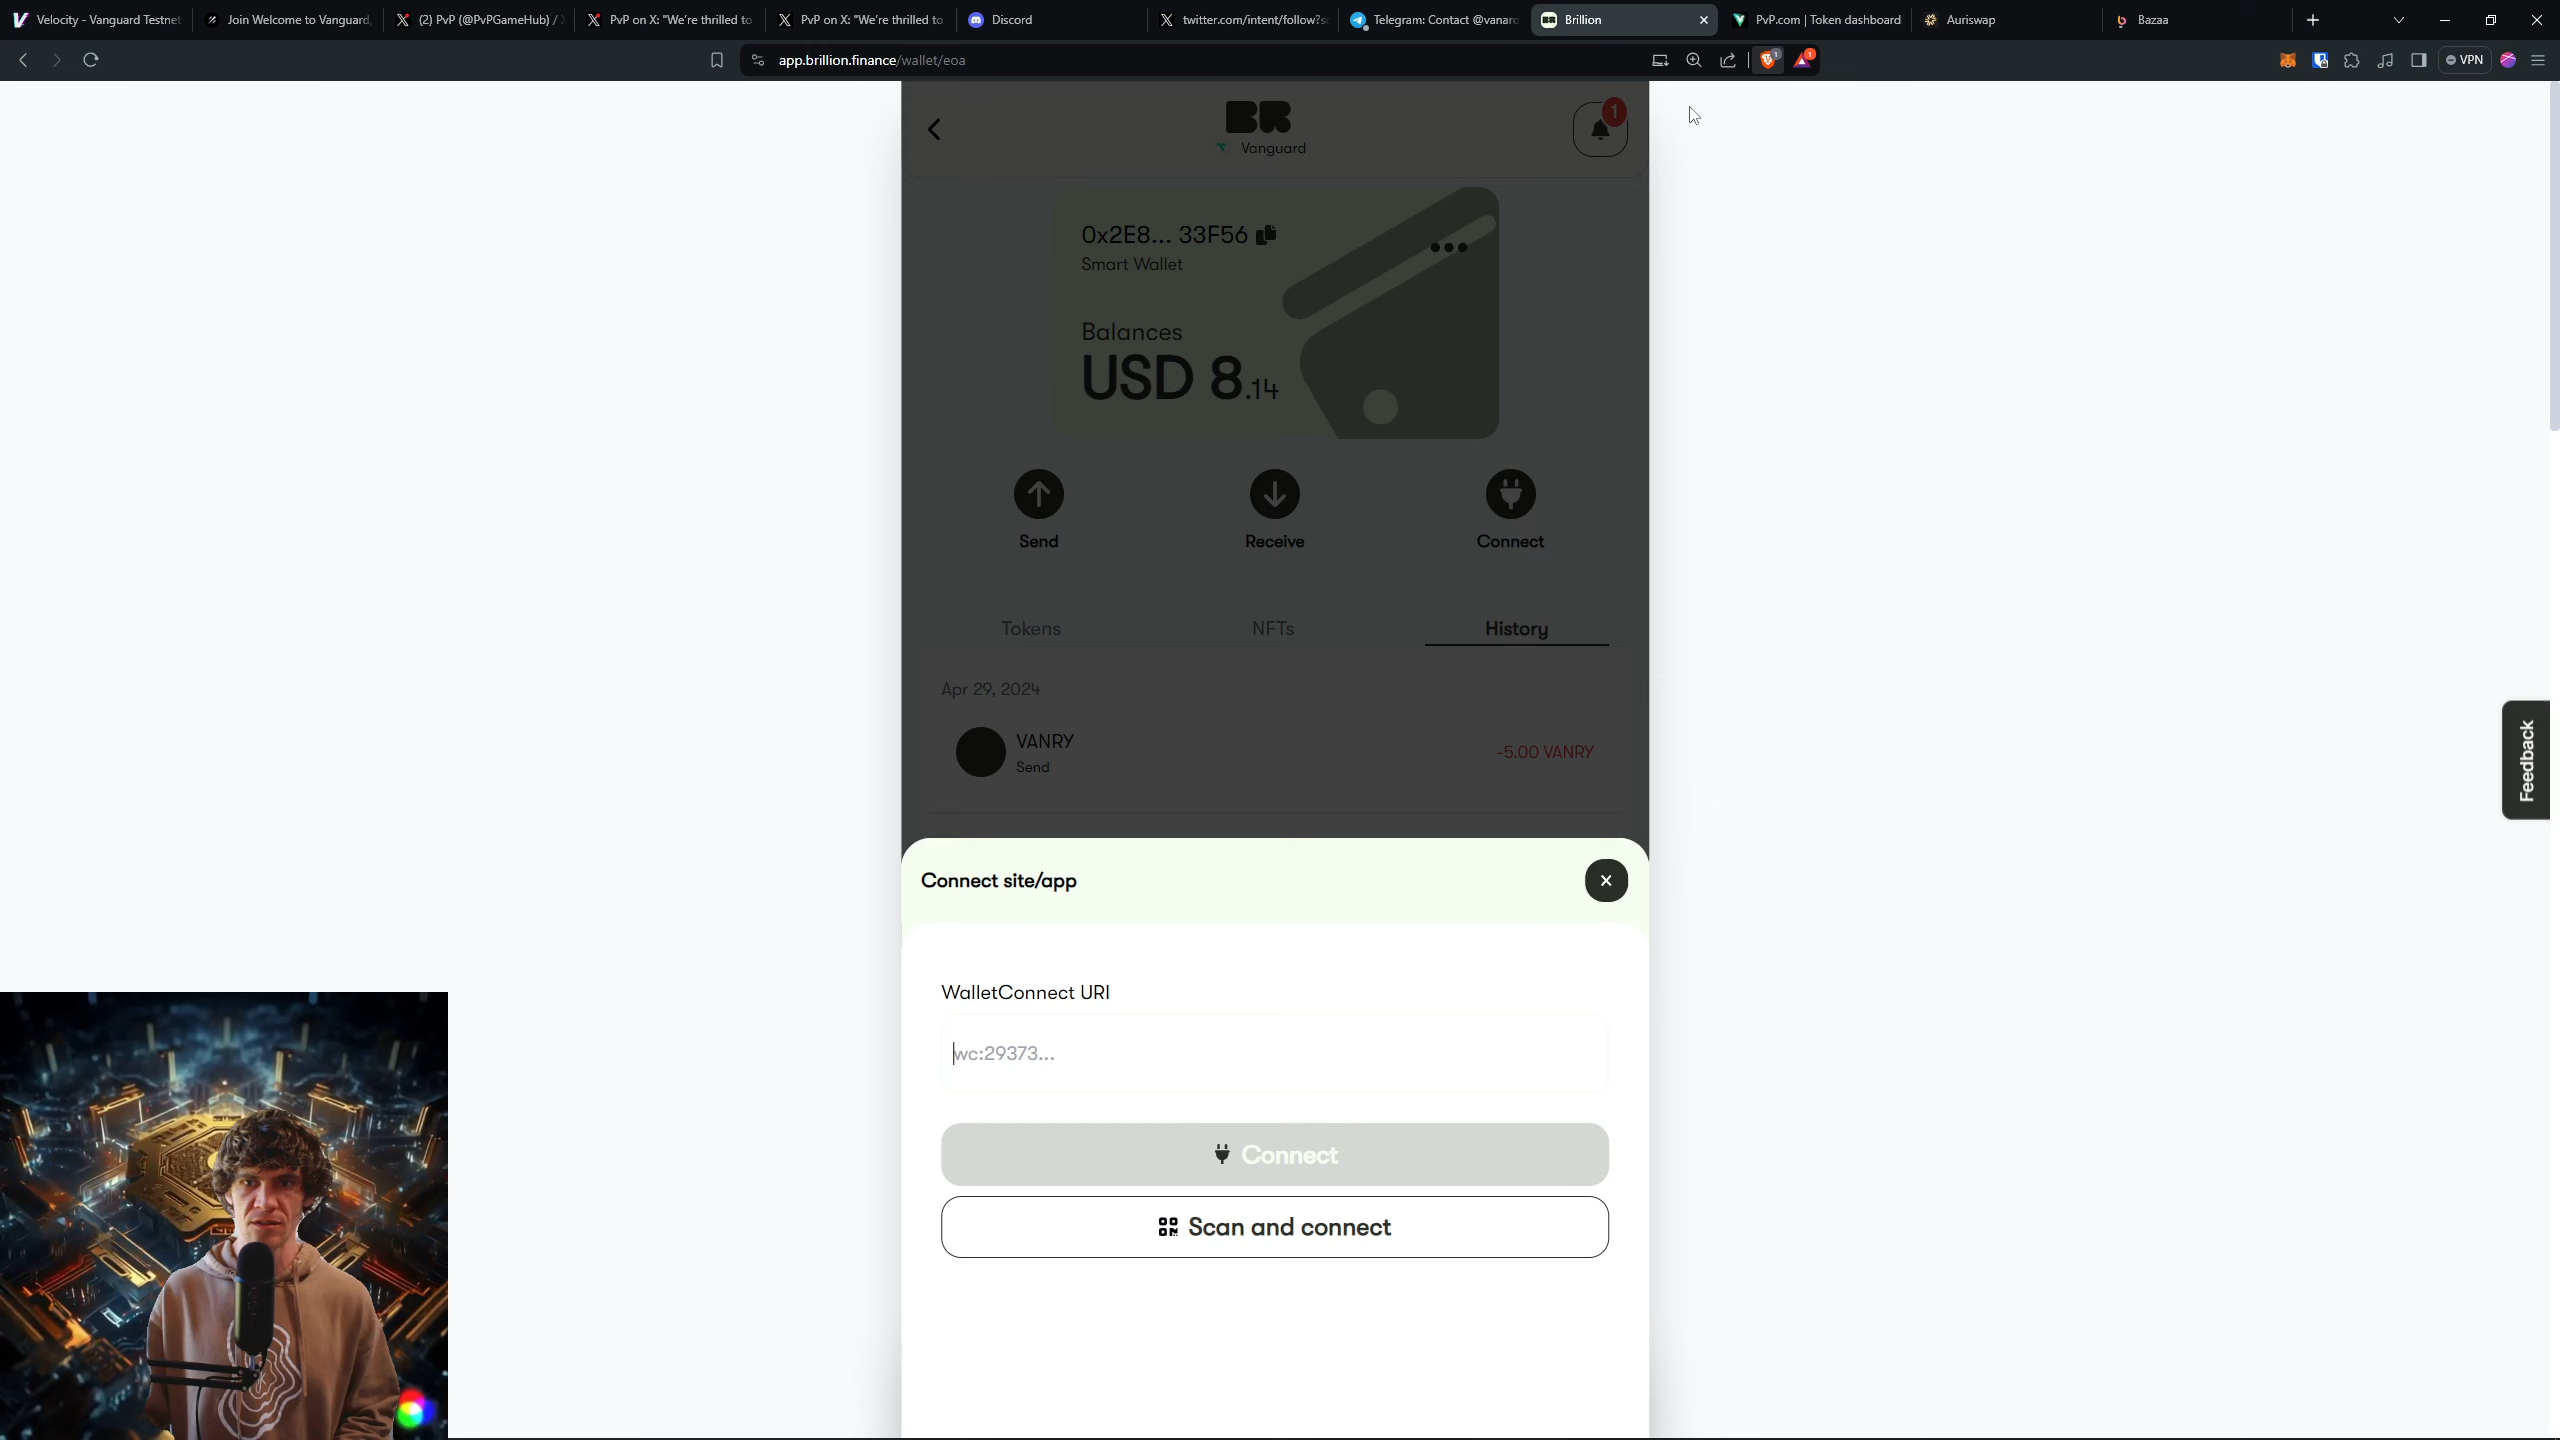 Velocity - Vanguard Testnet
Join Welcome to Vanguard,
(2) PvP (@PvPGameHub) / X
PvP on X: "We're thrilled to
PvP on X: "We're thrilled to
Discord
twitter.com/intent/follow?s
Telegram: Contact @vanar
Brillion
PvP.com | Token dashboard
Auriswap
Bazaa
app.brillion.finance/wallet/eoa
1
1
VPN
BR
Vanguard
1
0x2E8... 33F56
Smart Wallet
Balances
USD 8.14
Send
Receive
Connect
Tokens
NFTs
History
Apr 29, 2024
VANRY
Send
-5.00 VANRY
Feedback
Connect site/app
WalletConnect URI
wc:29373...
Connect
Scan and connect